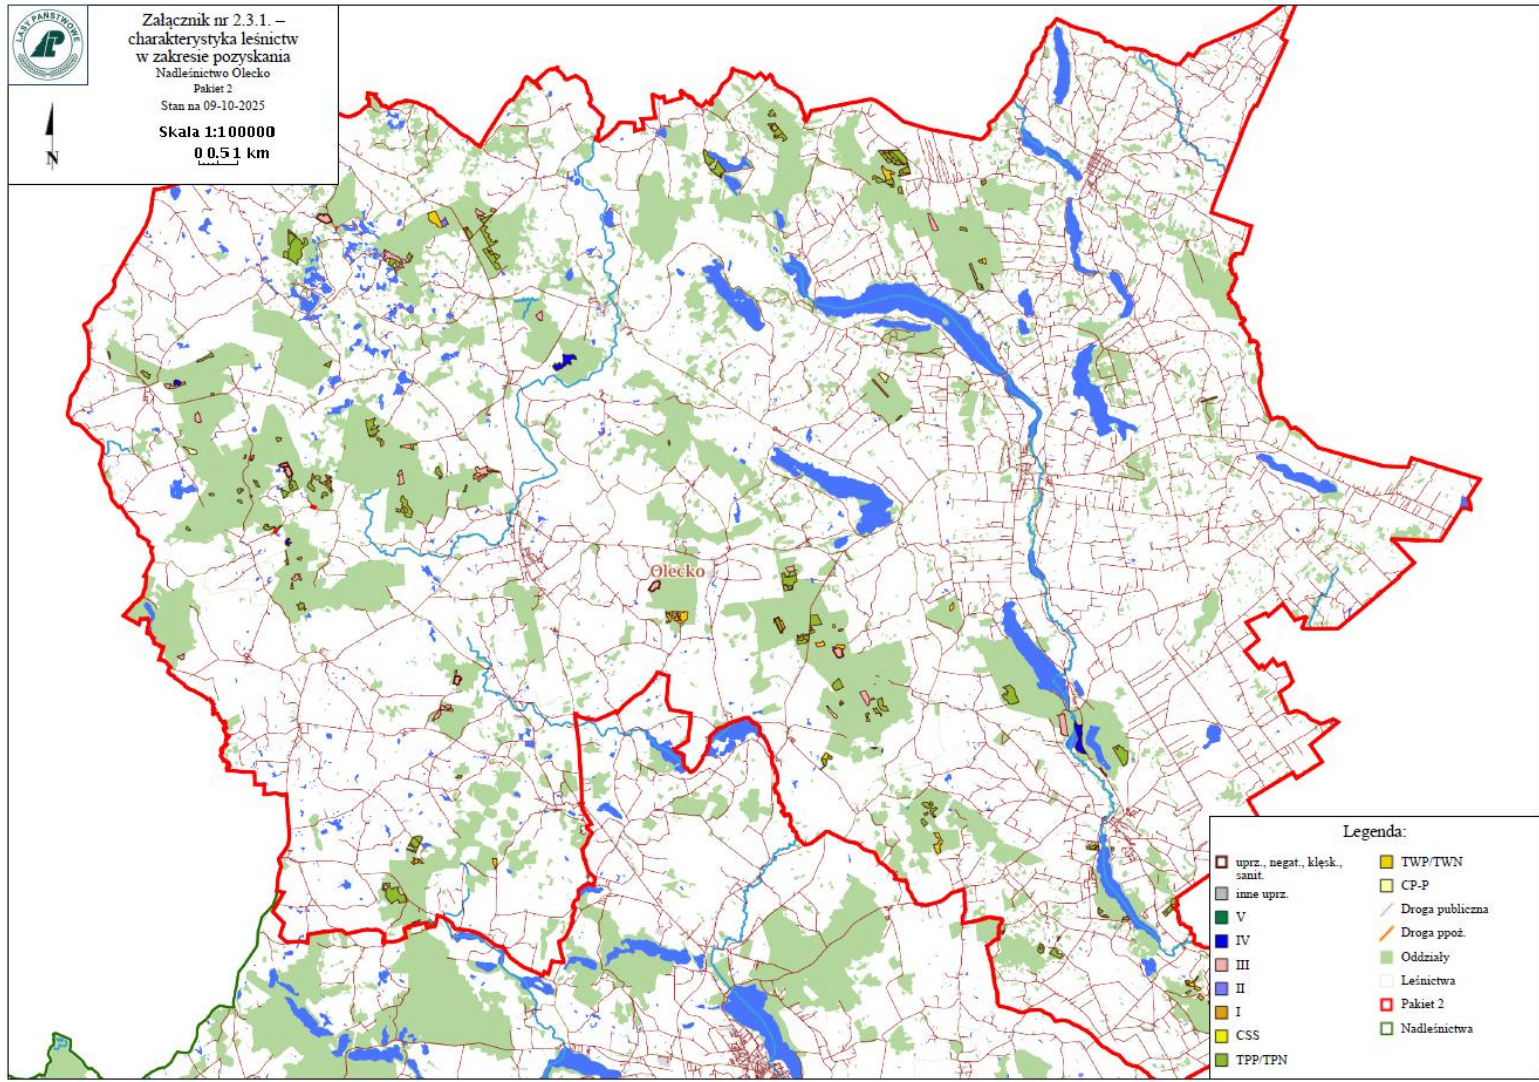 LASY PAŃSTWOWE
Załącznik nr 2.3.1. –
charakterystyka leśnictw
w zakresie pozyskania
Nadleśnictwo Olecko
Pakiet 2
Stan na 09-10-2025
Skala 1:100000
0 0.5 1 km
N
Olecko
Legenda:
uprz., negat., klęsk.,
sanit.
inne uprz.
V
IV
III
II
I
CSS
TPP/TPN
TWP/TWN
CP-P
Droga publiczna
Droga ppoż.
Oddziały
Leśnictwa
Pakiet 2
Nadleśnictwa